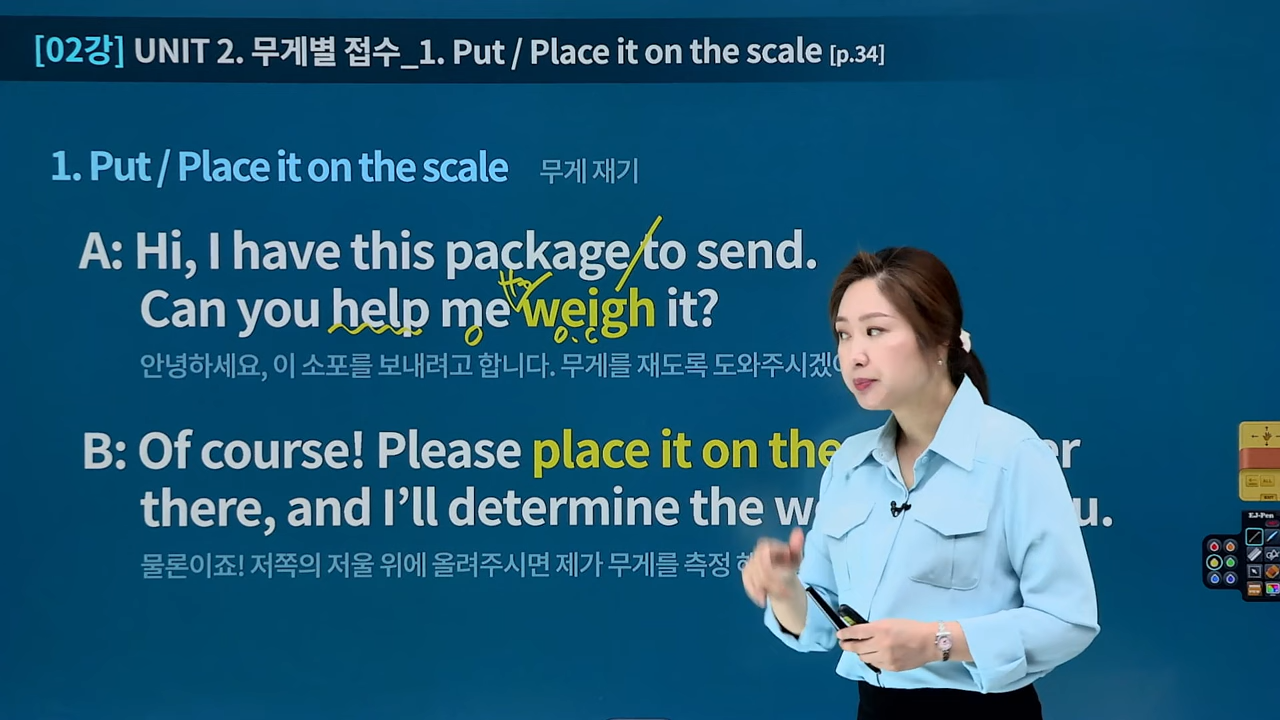 [02강] UNIT 2. 무게별 접수_1. Put / Place it on the scale [p.34]
1. Put / Place it on the scale 무게 재기
A: Hi, I have this package to send.
Can you help me weigh it?
O O.C
안녕하세요, 이 소포를 보내려고 합니다. 무게를 재도록 도와주시겠
B: Of course! Please place it on the
there, and I'll determine the
물론이죠! 저쪽의 저울 위에 올려주시면 제가 무게를 측정
EJ-Pen